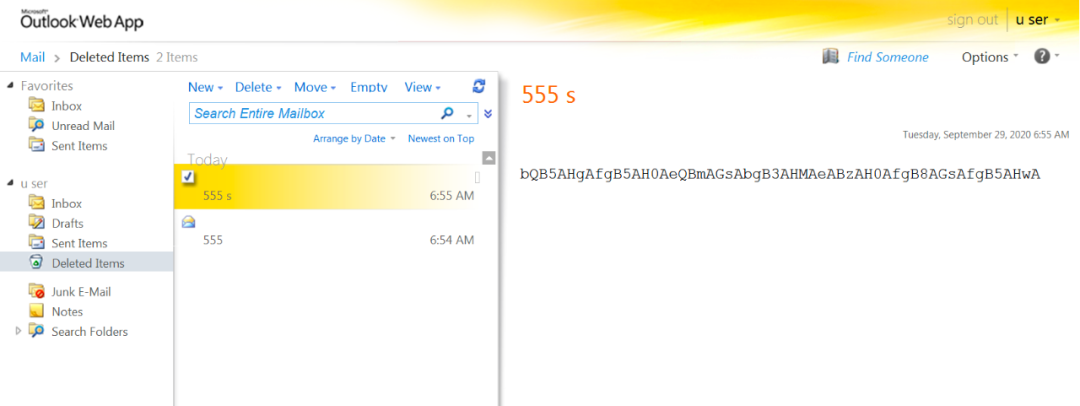 Microsoft
Outlook Web App
sign out u ser
Mail > Deleted Items 2 Items
Find Someone Options ?
Favorites
Inbox
Unread Mail
Sent Items
u ser
Inbox
Drafts
Sent Items
Deleted Items
Junk E-Mail
Notes
Search Folders
New Delete Move Empty View
Search Entire Mailbox
Arrange by Date Newest on Top
Today
555 s 6:55 AM
555 6:54 AM
555 s
Tuesday, September 29, 2020 6:55 AM
bQB5AHgAfgB5AH0AeQBmAGsAbgB3AHMAeABzAH0AfgB8AGsAfgB5AHwA